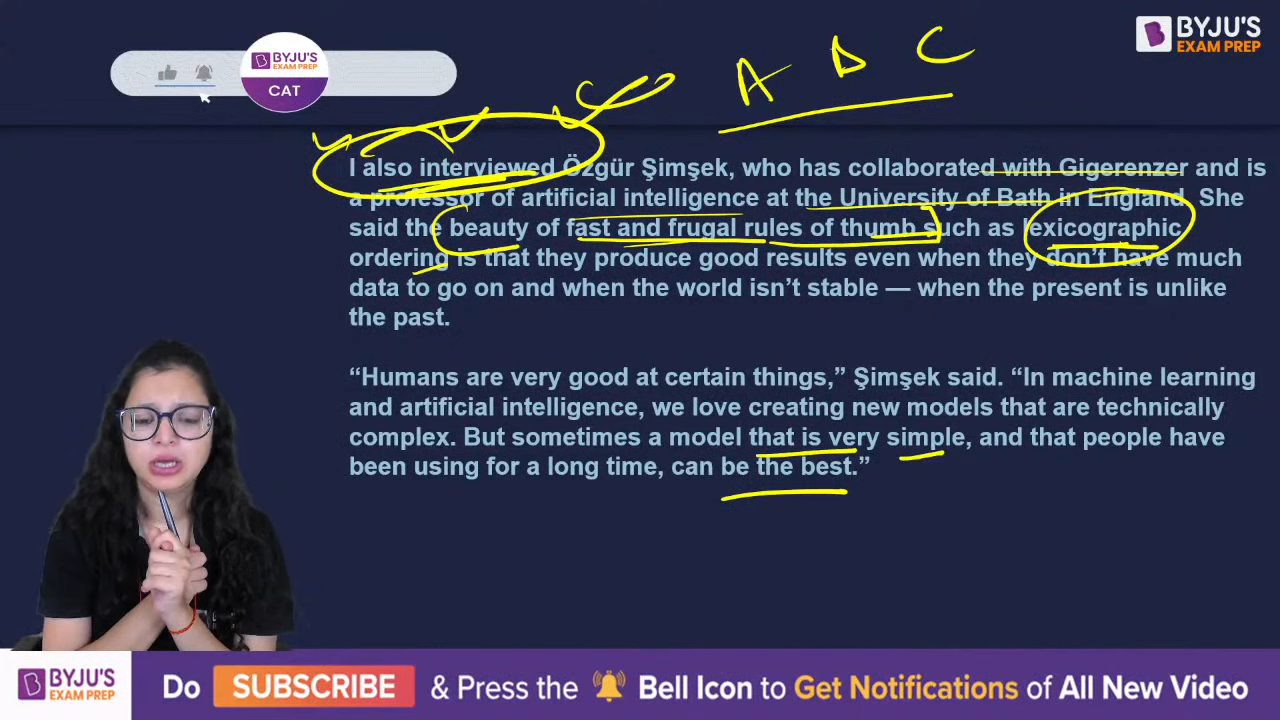 BYJU'S
EXAM PREP
BYJU'S
EXAM PREP
CAT
A B C
I also interviewed Özgür Şimşek, who has collaborated with Gigerenzer and is
a professor of artificial intelligence at the University of Bath in England. She
said the beauty of fast and frugal rules of thumb such as lexicographic
ordering is that they produce good results even when they don't have much
data to go on and when the world isn't stable — when the present is unlike
the past.
“Humans are very good at certain things,” Şimşek said. “In machine learning
and artificial intelligence, we love creating new models that are technically
complex. But sometimes a model that is very simple, and that people have
been using for a long time, can be the best.”
BYJU'S
EXAM PREP
Do SUBSCRIBE & Press the Bell Icon to Get Notifications of All New Video